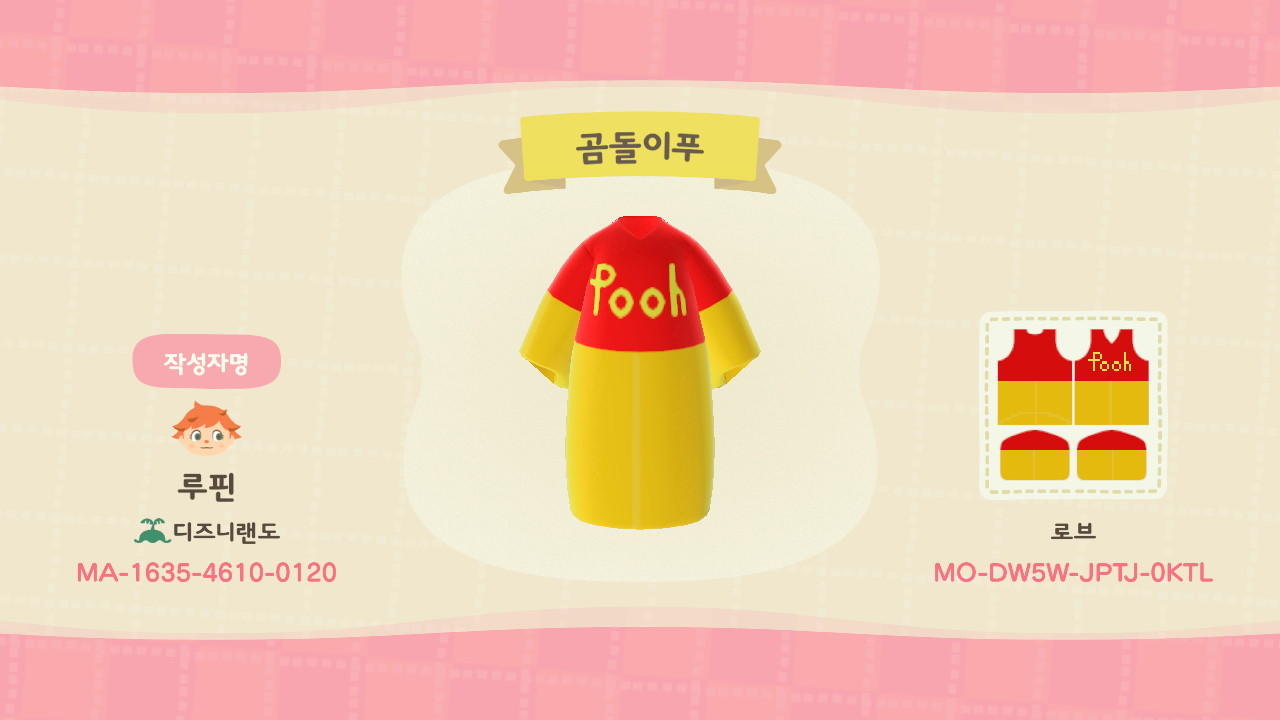 곰돌이푸
Pooh
작성자명
루핀
디즈니랜도
MA-1635-4610-0120
Pooh
로브
MO-DW5W-JPTJ-0KTL